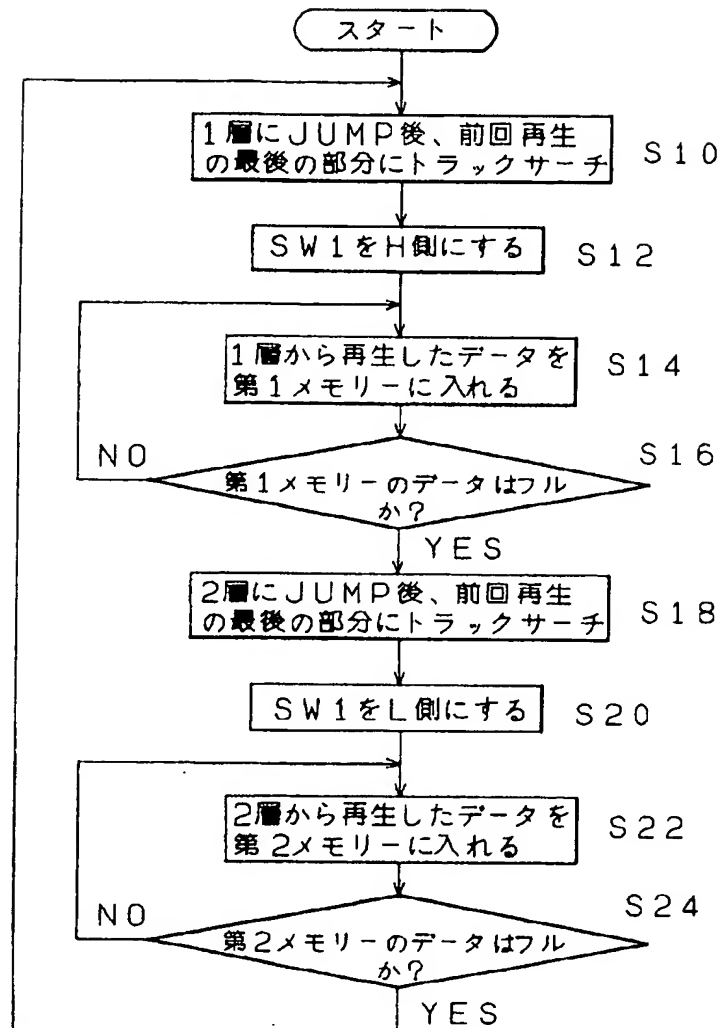 スタート
1層にJUMP後、前回再生
の最後の部分にトラックサーチ
S10
SW1をH側にする
S12
1層から再生したデータを
第1メモリーに入れる
S14
NO
S16
第1メモリーのデータはフル
か?
YES
2層にJUMP後、前回再生
の最後の部分にトラックサーチ
S18
SW1をL側にする
S20
2層から再生したデータを
第2メモリーに入れる
S22
NO
S24
第2メモリーのデータはフル
か?
YES